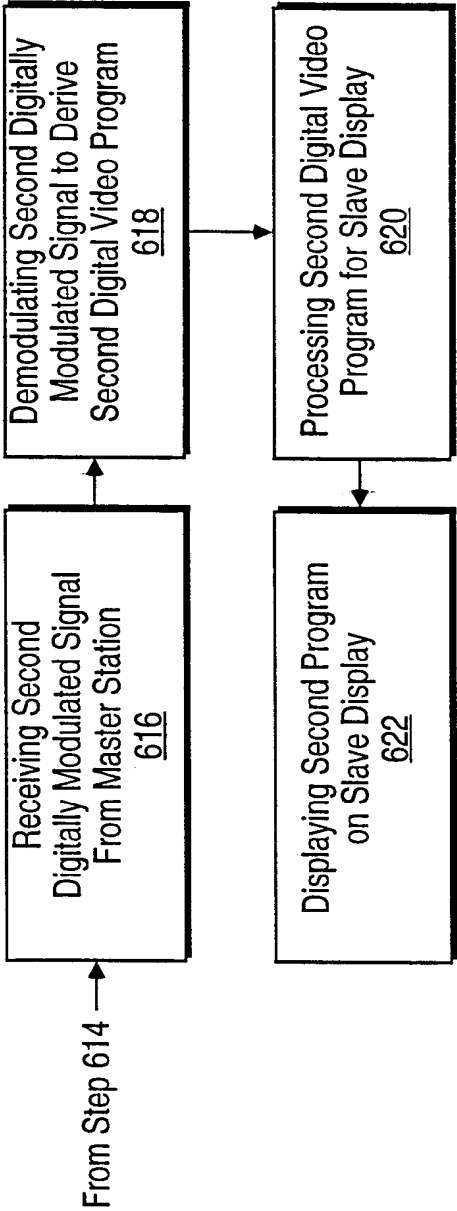 From Step 614
Receiving Second
Digitally Modulated Signal
From Master Station
616
Demodulating Second Digitally
Modulated Signal to Derive
Second Digital Video Program
618
Processing Second Digital Video
Program for Slave Display
620
Displaying Second Program
on Slave Display
622